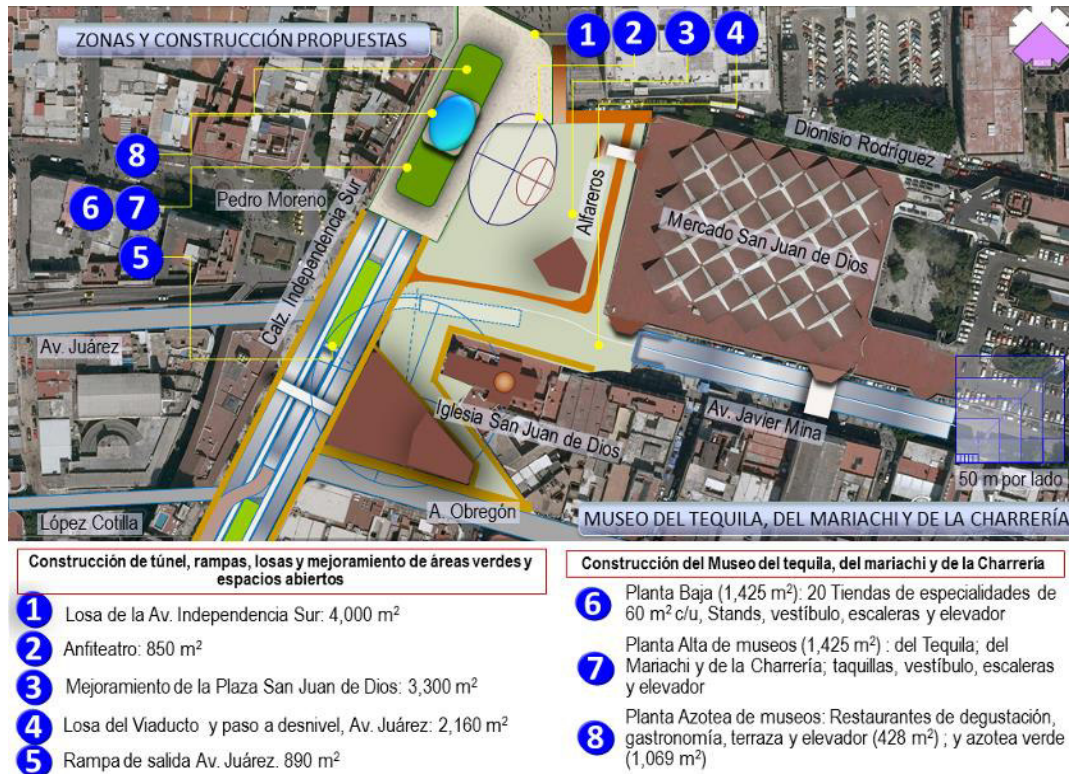 ZONAS Y CONSTRUCCIÓN PROPUESTAS
1 2 3 4
Dionisio Rodríguez
8
6 7
Pedro Moreno
5
Calz. Independencia Sur
Alfareros
Mercado San Juan de Dios
Av. Juárez
Iglesia San Juan de Dios
Av. Javier Mina
50 m por lado
López Cotilla
A. Obregón
MUSEO DEL TEQUILA, DEL MARIACHI Y DE LA CHARRERÍA
Construcción de túnel, rampas, losas y mejoramiento de áreas verdes y
espacios abiertos
1 Losa de la Av. Independencia Sur: 4,000 m²
2 Anfiteatro: 850 m²
3 Mejoramiento de la Plaza San Juan de Dios: 3,300 m²
4 Losa del Viaducto y paso a desnivel, Av. Juárez: 2,160 m²
5 Rampa de salida Av. Juárez. 890 m²
Construcción del Museo del tequila, del mariachi y de la Charrería
6 Planta Baja (1,425 m²): 20 Tiendas de especialidades de
60 m² c/u, Stands, vestíbulo, escaleras y elevador
7 Planta Alta de museos (1,425 m²) : del Tequila; del
Mariachi y de la Charrería; taquillas, vestíbulo, escaleras
y elevador
8 Planta Azotea de museos: Restaurantes de degustación,
gastronomía, terraza y elevador (428 m²) ; y azotea verde
(1,069 m²)